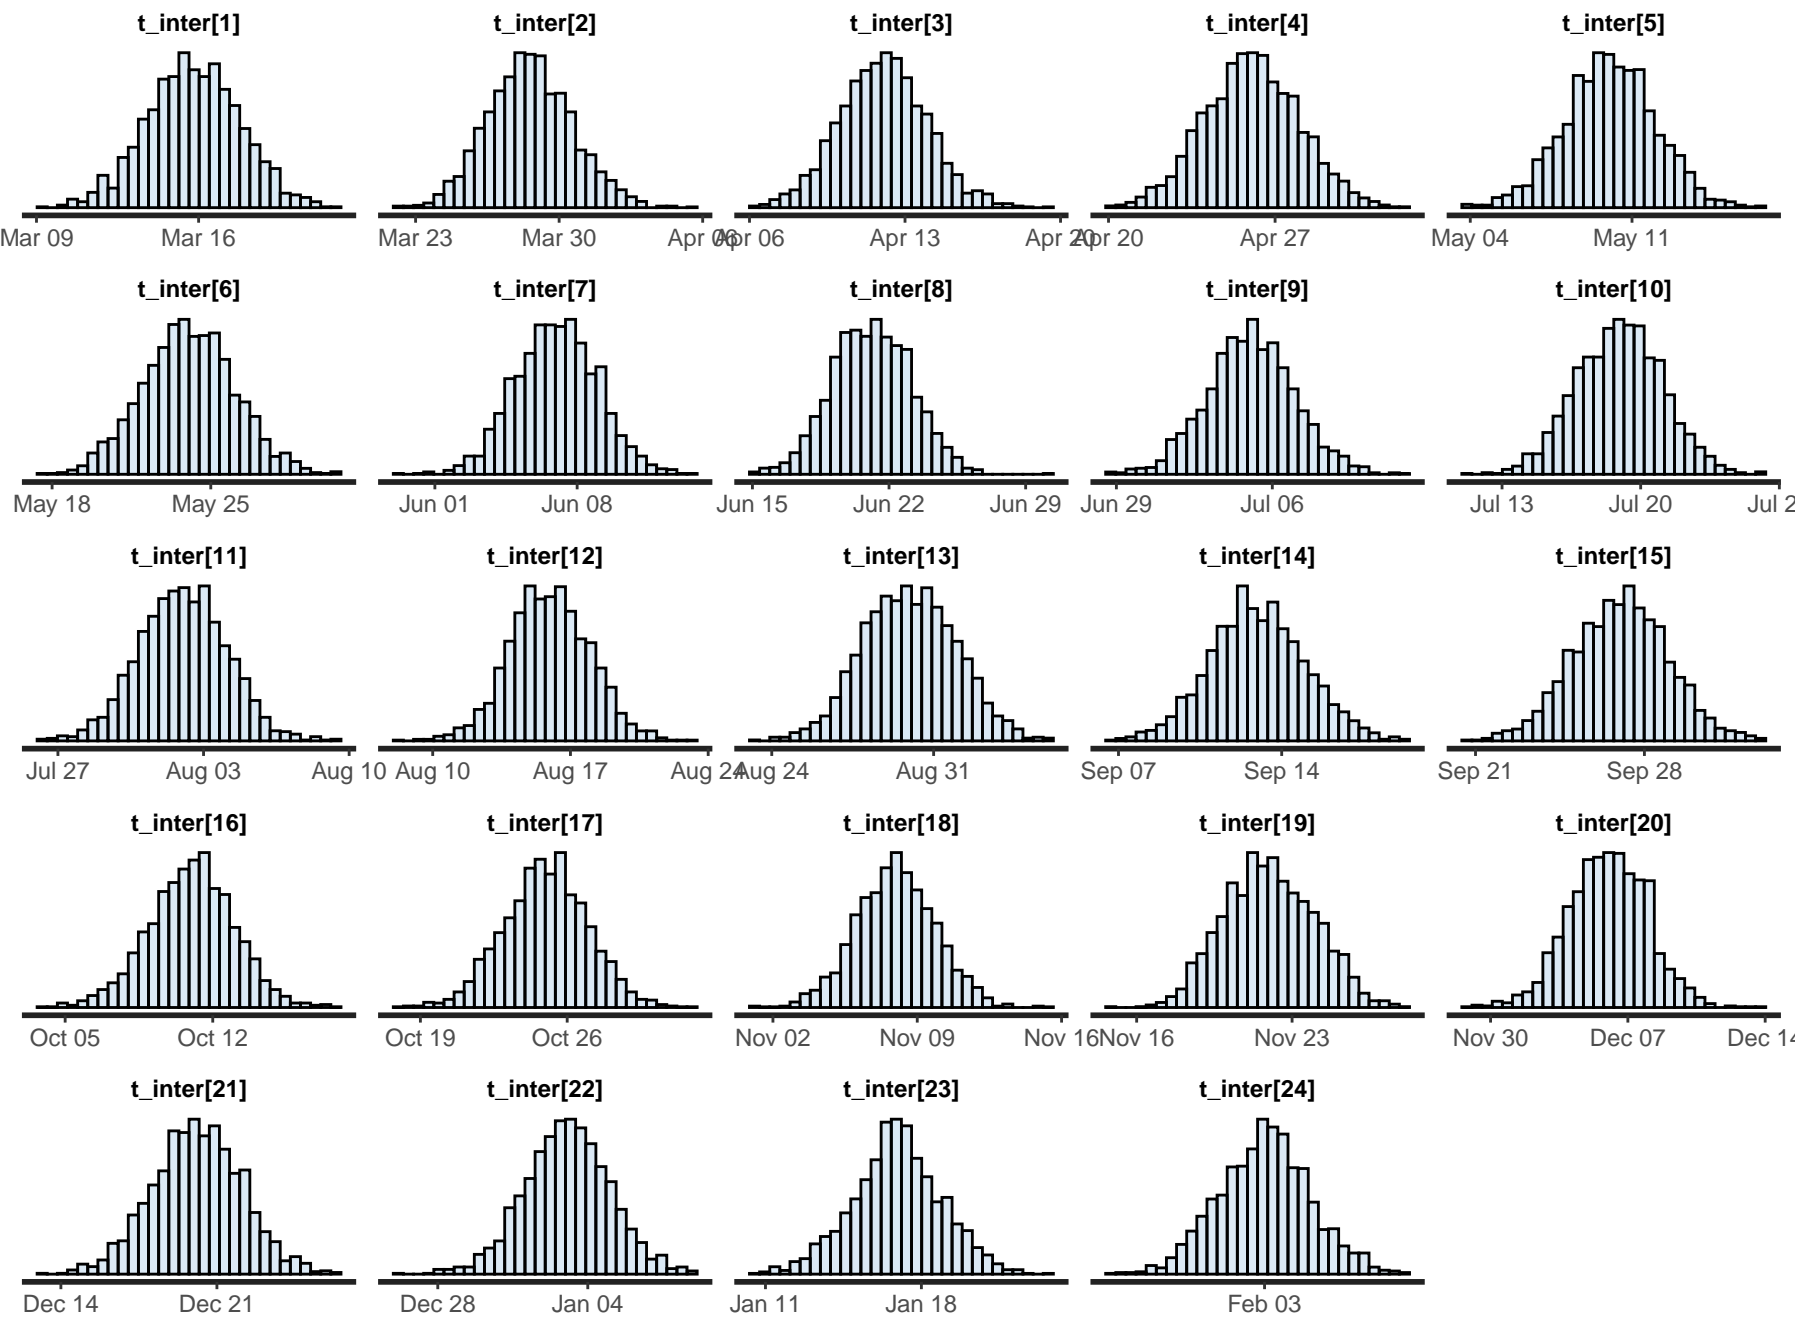 t_inter[1] t_inter[2] t_inter[3] t_inter[4] t_inter[5]
Mar 09 Mar 16 Mar 23 Mar 30 Apr 06 Apr 06 Apr 13 Apr 20 Apr 20 Apr 27 May 04 May 11
t_inter[6] t_inter[7] t_inter[8] t_inter[9] t_inter[10]
May 18 May 25 Jun 01 Jun 08 Jun 15 Jun 22 Jun 29 Jun 29 Jul 06 Jul 13 Jul 20 Jul 2
t_inter[11] t_inter[12] t_inter[13] t_inter[14] t_inter[15]
Jul 27 Aug 03 Aug 10 Aug 10 Aug 17 Aug 24 Aug 24 Aug 31 Sep 07 Sep 14 Sep 21 Sep 28
t_inter[16] t_inter[17] t_inter[18] t_inter[19] t_inter[20]
Oct 05 Oct 12 Oct 19 Oct 26 Nov 02 Nov 09 Nov 16 Nov 16 Nov 23 Nov 30 Dec 07 Dec 14
t_inter[21] t_inter[22] t_inter[23] t_inter[24]
Dec 14 Dec 21 Dec 28 Jan 04 Jan 11 Jan 18 Feb 03